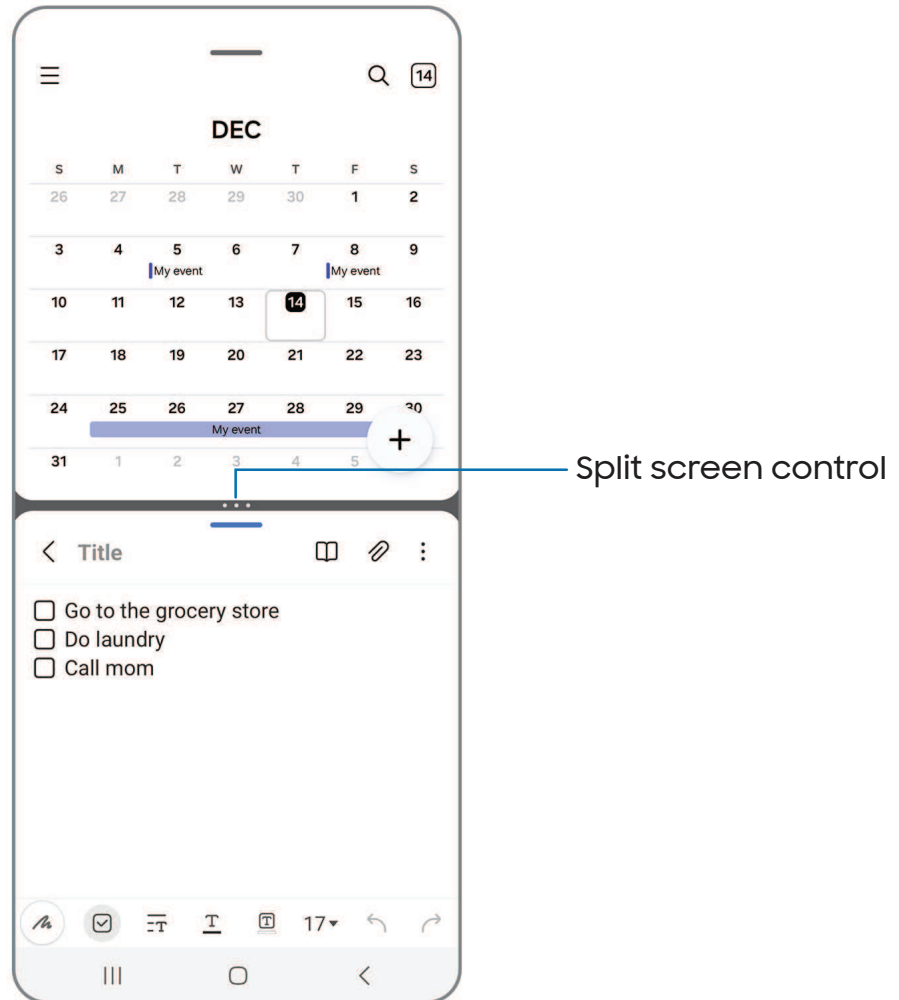 14
DEC
S M T W T F S
26 27 28 29 30 1 2
3 4 5 6 7 8 9
My event My event
10 11 12 13 14 15 16
17 18 19 20 21 22 23
24 25 26 27 28 29 30
My event
31 1 2 3 4 5
Split screen control
Title
Go to the grocery store
Do laundry
Call mom
T T T 17